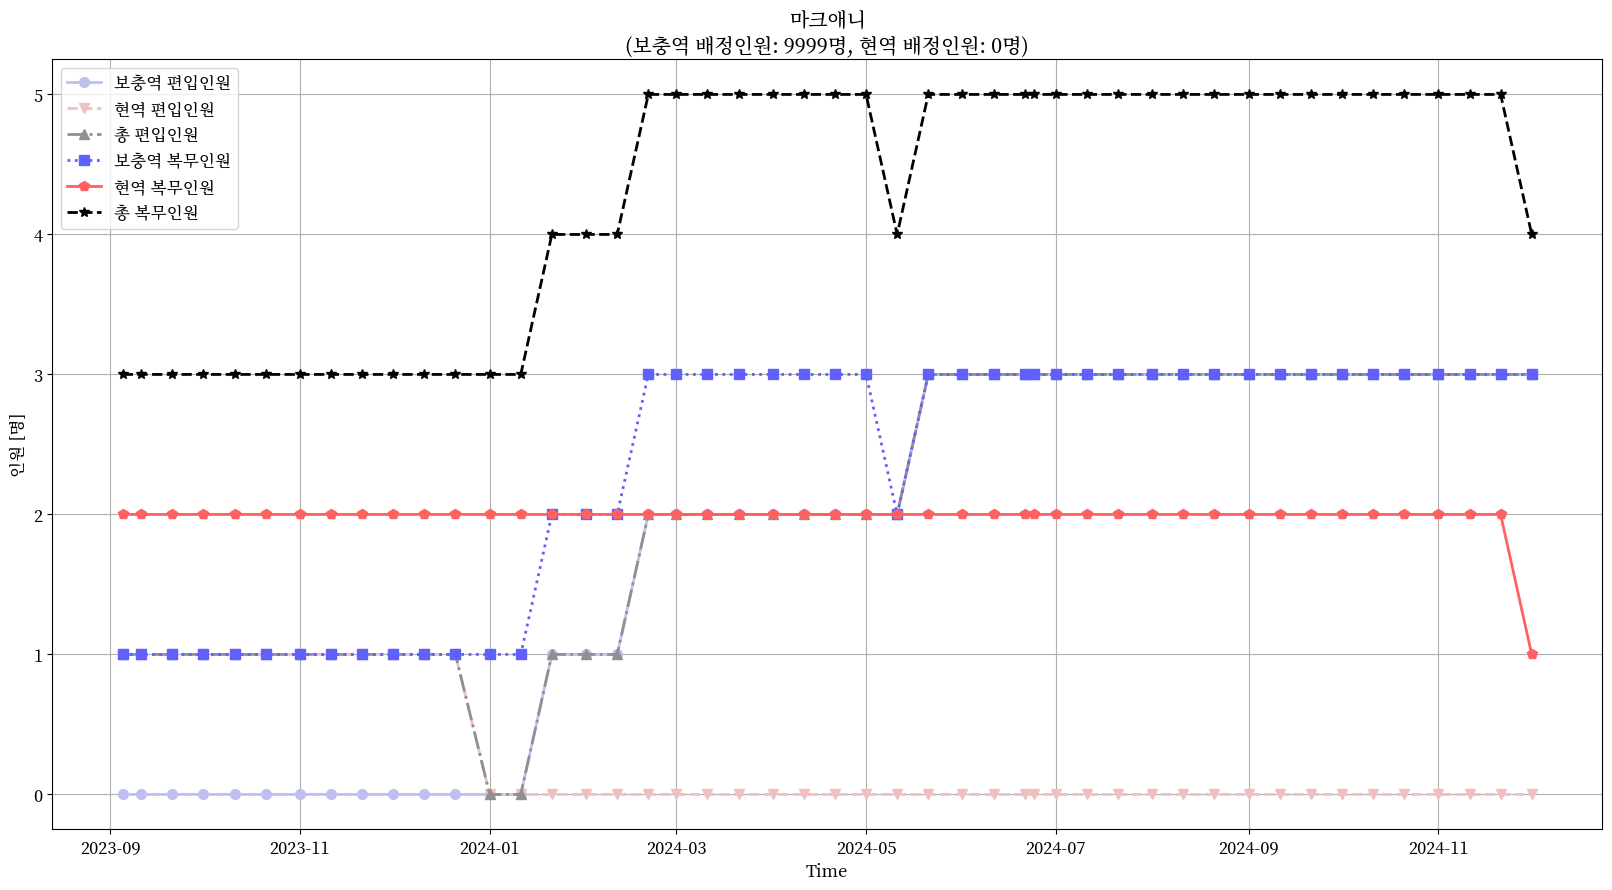 마크애니
(보충역 배정인원: 9999명, 현역 배정인원: 0명)
보충역 편입인원
현역 편입인원
총 편입인원
보충역 복무인원
현역 복무인원
총 복무인원
인원 [명]
5
4
3
2
1
0
2023-09
2023-11
2024-01
2024-03
2024-05
2024-07
2024-09
2024-11
Time